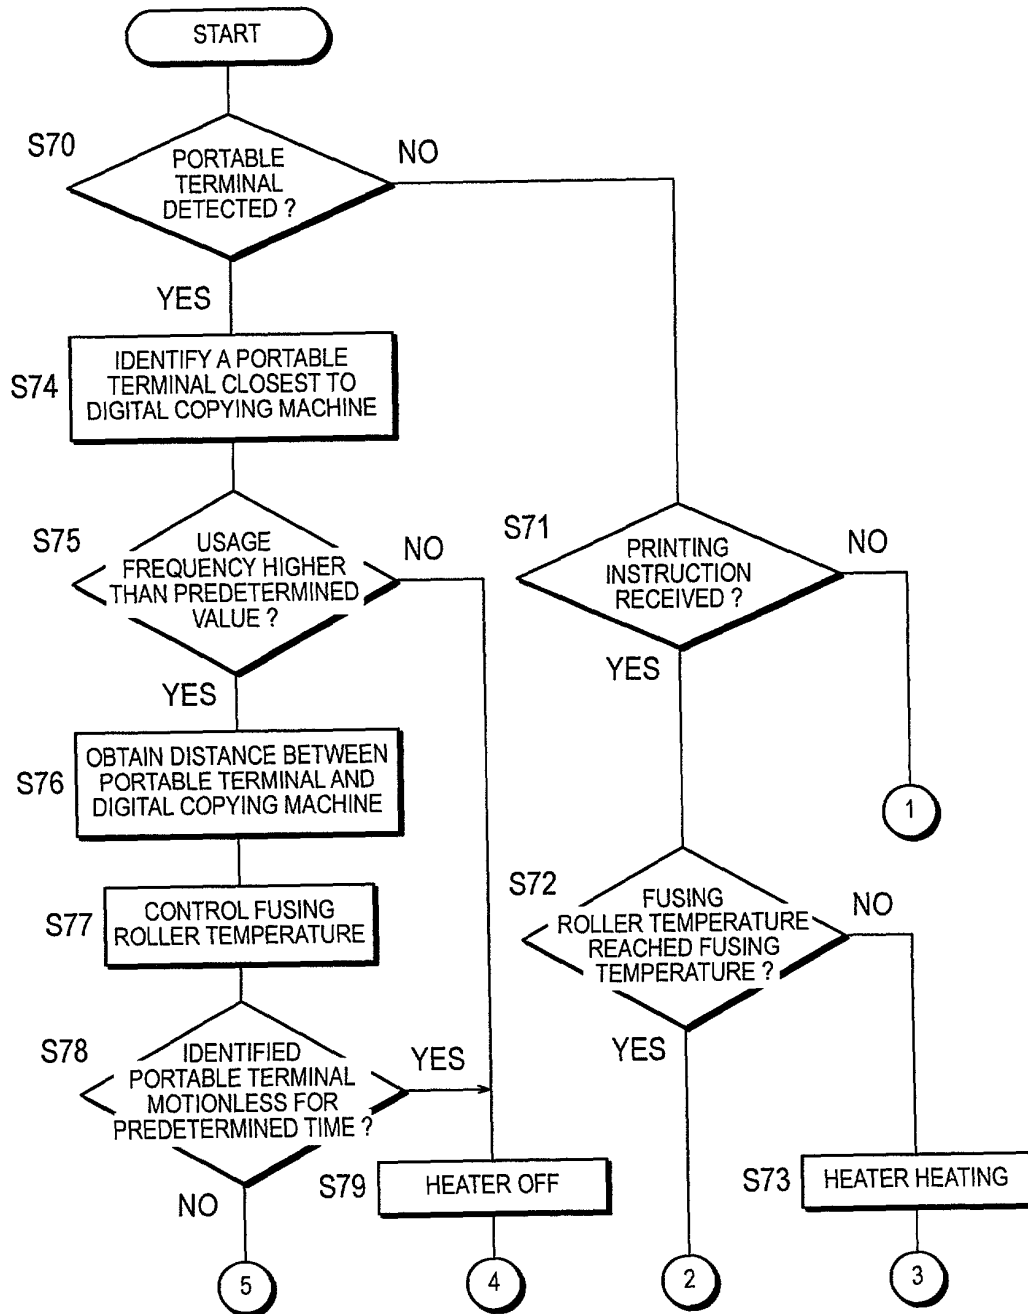 START
S70
PORTABLE
TERMINAL
DETECTED ?
NO
YES
S74
IDENTIFY A PORTABLE
TERMINAL CLOSEST TO
DIGITAL COPYING MACHINE
S75
USAGE
FREQUENCY HIGHER
THAN PREDETERMINED
VALUE ?
NO
YES
S71
PRINTING
INSTRUCTION
RECEIVED ?
NO
YES
1
S76
OBTAIN DISTANCE BETWEEN
PORTABLE TERMINAL AND
DIGITAL COPYING MACHINE
S77
CONTROL FUSING
ROLLER TEMPERATURE
S72
FUSING
ROLLER TEMPERATURE
REACHED FUSING
TEMPERATURE ?
NO
YES
S78
IDENTIFIED
PORTABLE TERMINAL
MOTIONLESS FOR
PREDETERMINED TIME ?
YES
NO
S79
HEATER OFF
S73
HEATER HEATING
5
4
2
3